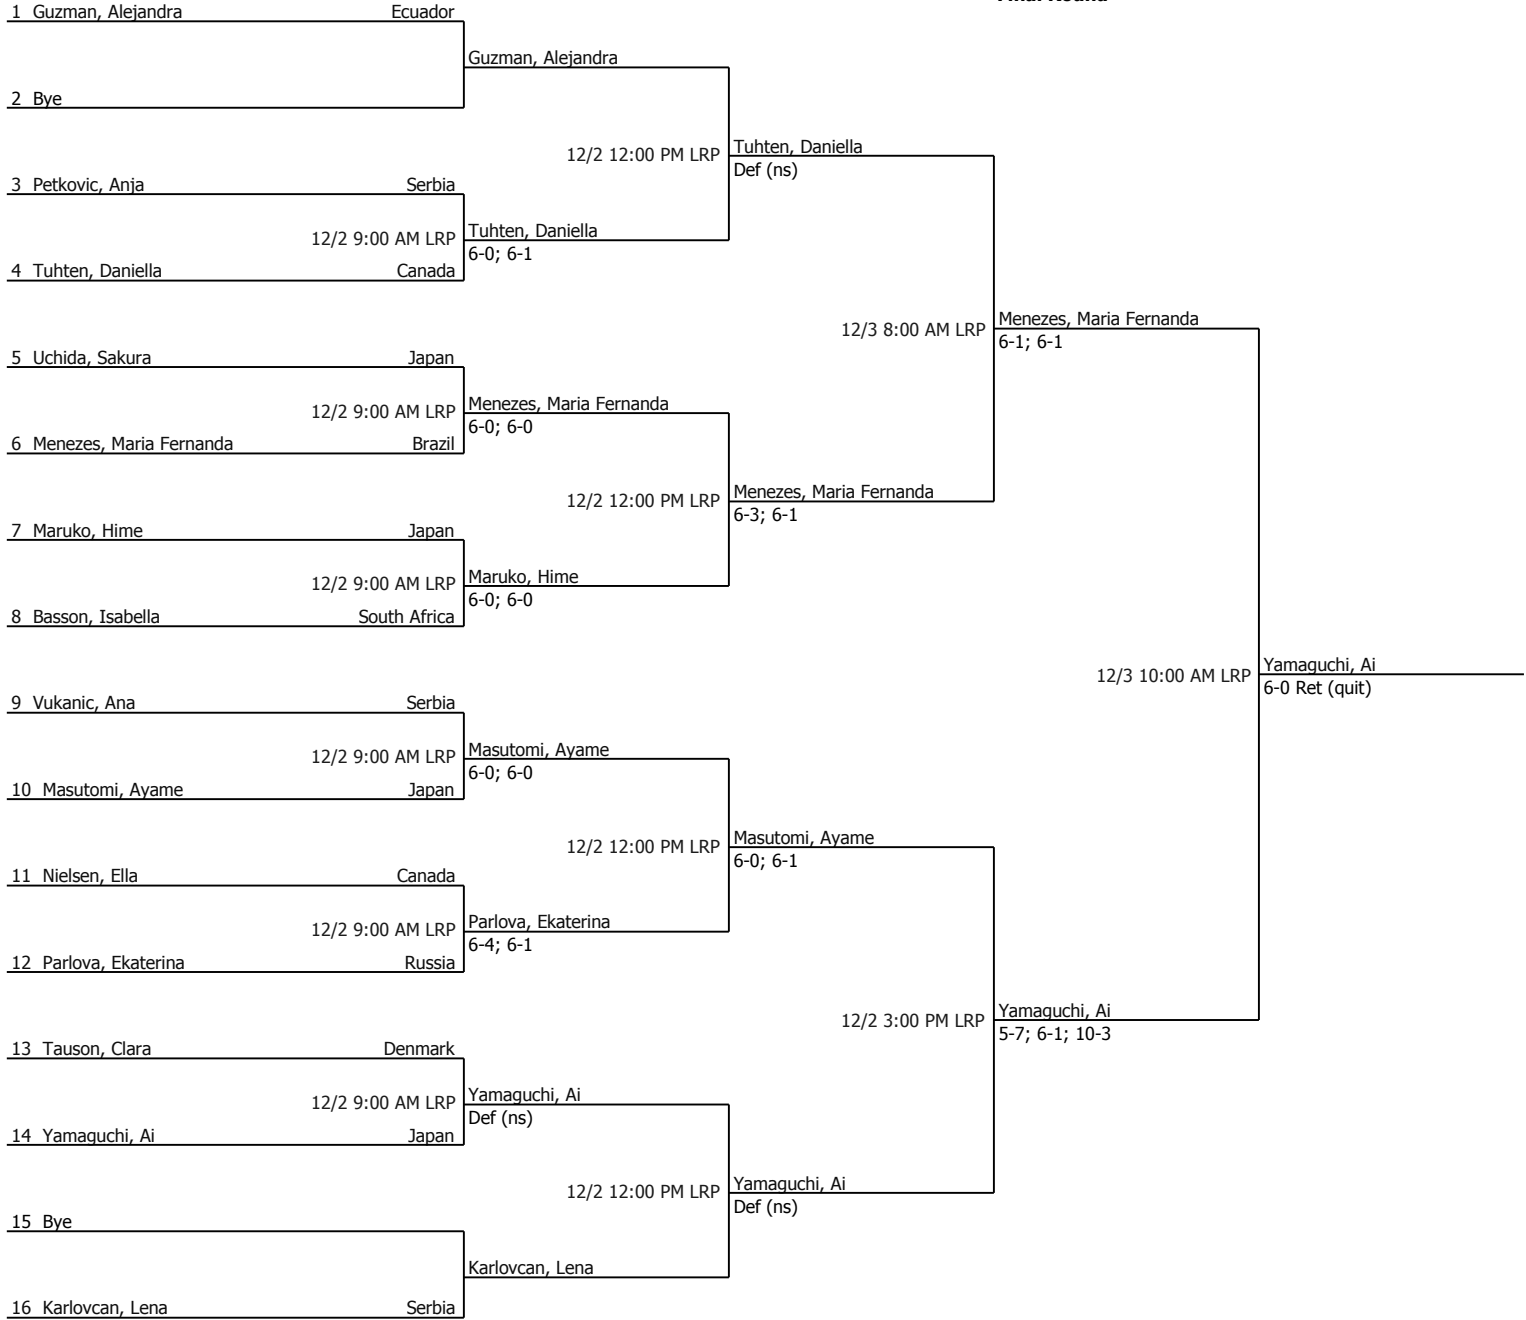 1 Guzman, Alejandra Ecuador
Guzman, Alejandra
2 Bye
12/2 12:00 PM LRP
Tuhten, Daniella
Def (ns)
3 Petkovic, Anja Serbia
12/2 9:00 AM LRP
Tuhten, Daniella
6-0; 6-1
4 Tuhten, Daniella Canada
12/3 8:00 AM LRP
Menezes, Maria Fernanda
6-1; 6-1
5 Uchida, Sakura Japan
12/2 9:00 AM LRP
Menezes, Maria Fernanda
6-0; 6-0
6 Menezes, Maria Fernanda Brazil
12/2 12:00 PM LRP
Menezes, Maria Fernanda
6-3; 6-1
7 Maruko, Hime Japan
12/2 9:00 AM LRP
Maruko, Hime
6-0; 6-0
8 Basson, Isabella South Africa
12/3 10:00 AM LRP
Yamaguchi, Ai
6-0 Ret (quit)
9 Vukanic, Ana Serbia
12/2 9:00 AM LRP
Masutomi, Ayame
6-0; 6-0
10 Masutomi, Ayame Japan
12/2 12:00 PM LRP
Masutomi, Ayame
6-0; 6-1
11 Nielsen, Ella Canada
12/2 9:00 AM LRP
Parlova, Ekaterina
6-4; 6-1
12 Parlova, Ekaterina Russia
12/2 3:00 PM LRP
Yamaguchi, Ai
5-7; 6-1; 10-3
13 Tauson, Clara Denmark
12/2 9:00 AM LRP
Yamaguchi, Ai
Def (ns)
14 Yamaguchi, Ai Japan
12/2 12:00 PM LRP
Yamaguchi, Ai
Def (ns)
15 Bye
Karlovcan, Lena
16 Karlovcan, Lena Serbia